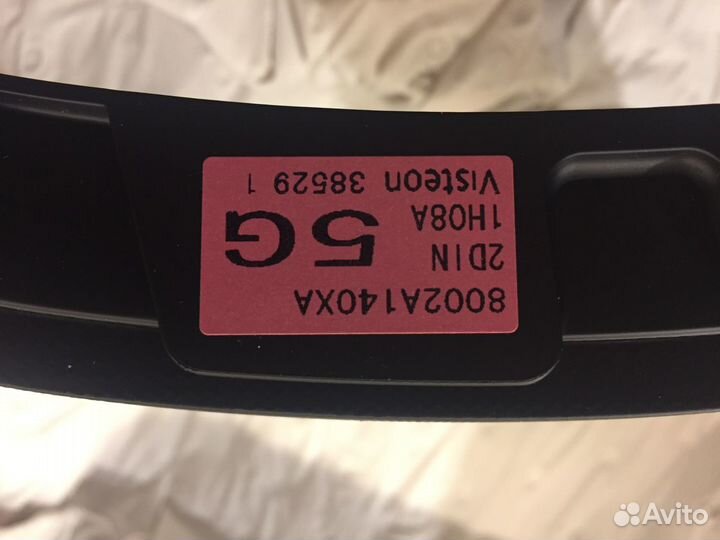 8002A140XA
2DIN
1H08A
5G
Visteon 38529 1
Avito